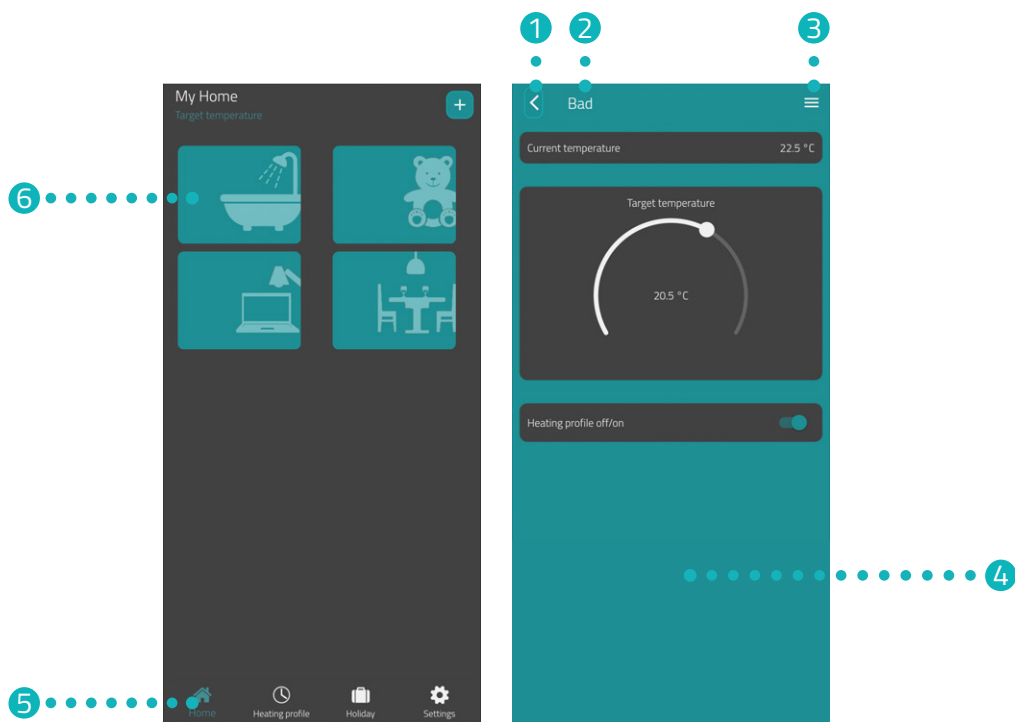 1 2 3
My Home
Target temperature
+
Bad
Current temperature 22.5 °C
Target temperature
20.5 °C
Heating profile off/on
6
4
5
Home Heating profile Holiday Settings